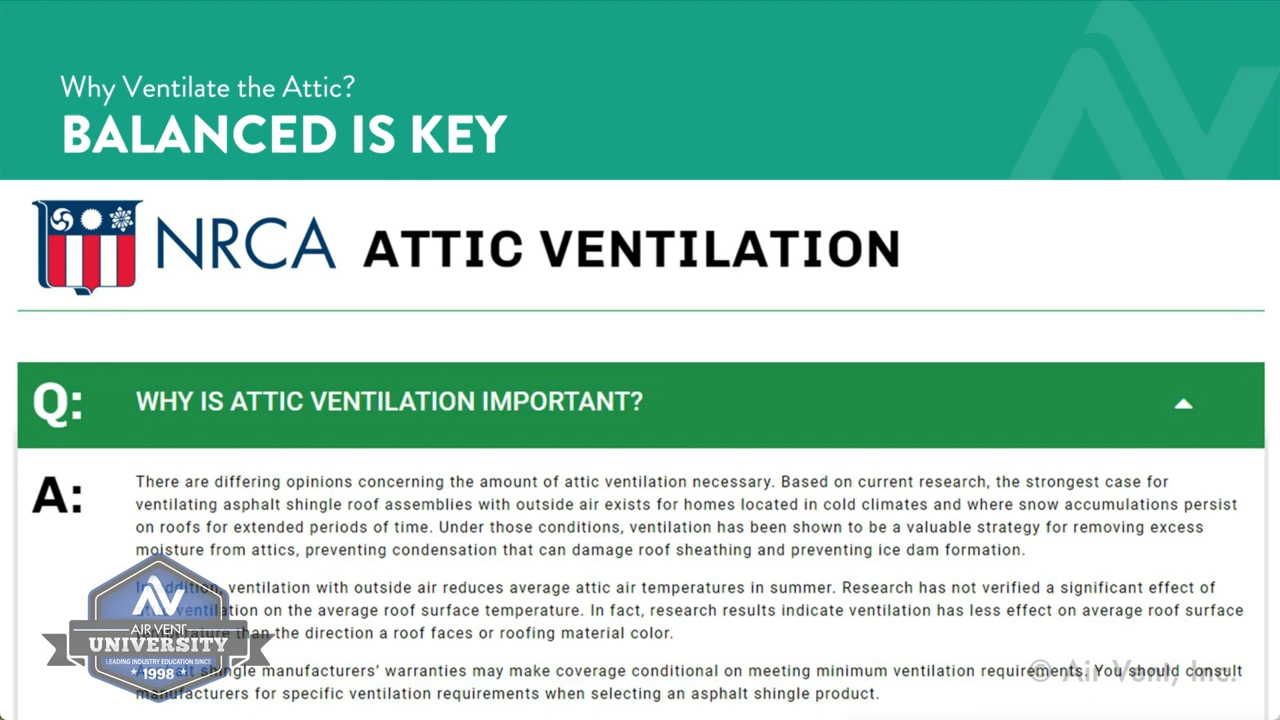 Why Ventilate the Attic?
BALANCED IS KEY
NRCA ATTIC VENTILATION
Q: WHY IS ATTIC VENTILATION IMPORTANT?
A: There are differing opinions concerning the amount of attic ventilation necessary. Based on current research, the strongest case for
ventilating asphalt shingle roof assemblies with outside air exists for homes located in cold climates and where snow accumulations persist
on roofs for extended periods of time. Under those conditions, ventilation has been shown to be a valuable strategy for removing excess
moisture from attics, preventing condensation that can damage roof sheathing and preventing ice dam formation.
In addition, ventilation with outside air reduces average attic air temperatures in summer. Research has not verified a significant effect of
ventilation on the average roof surface temperature. In fact, research results indicate ventilation has less effect on average roof surface
than the direction a roof faces or roofing material color.
shingle manufacturers' warranties may make coverage conditional on meeting minimum ventilation requirements. You should consult
manufacturers for specific ventilation requirements when selecting an asphalt shingle product.
AV
AIR VENT
UNIVERSITY
LEADING INDUSTRY EDUCATION SINCE
1998
© Air Vent, Inc.